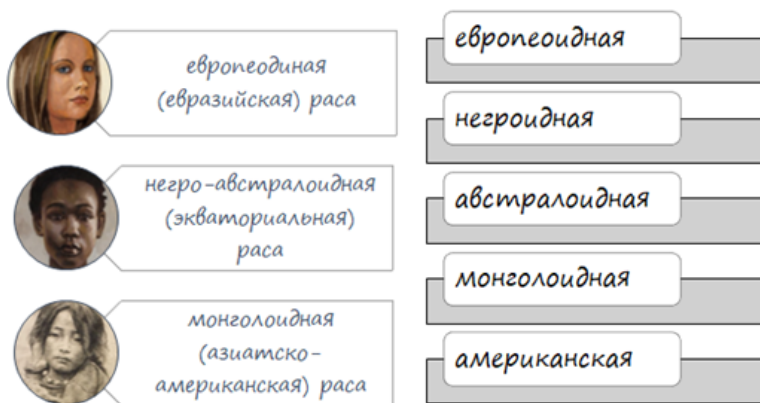 европеодиная
(евразийская) раса
негро-австралоидная
(экваториальная)
раса
монголоидная
(азиатско-
американская) раса
европеоидная
негроидная
австралоидная
монголоидная
американская